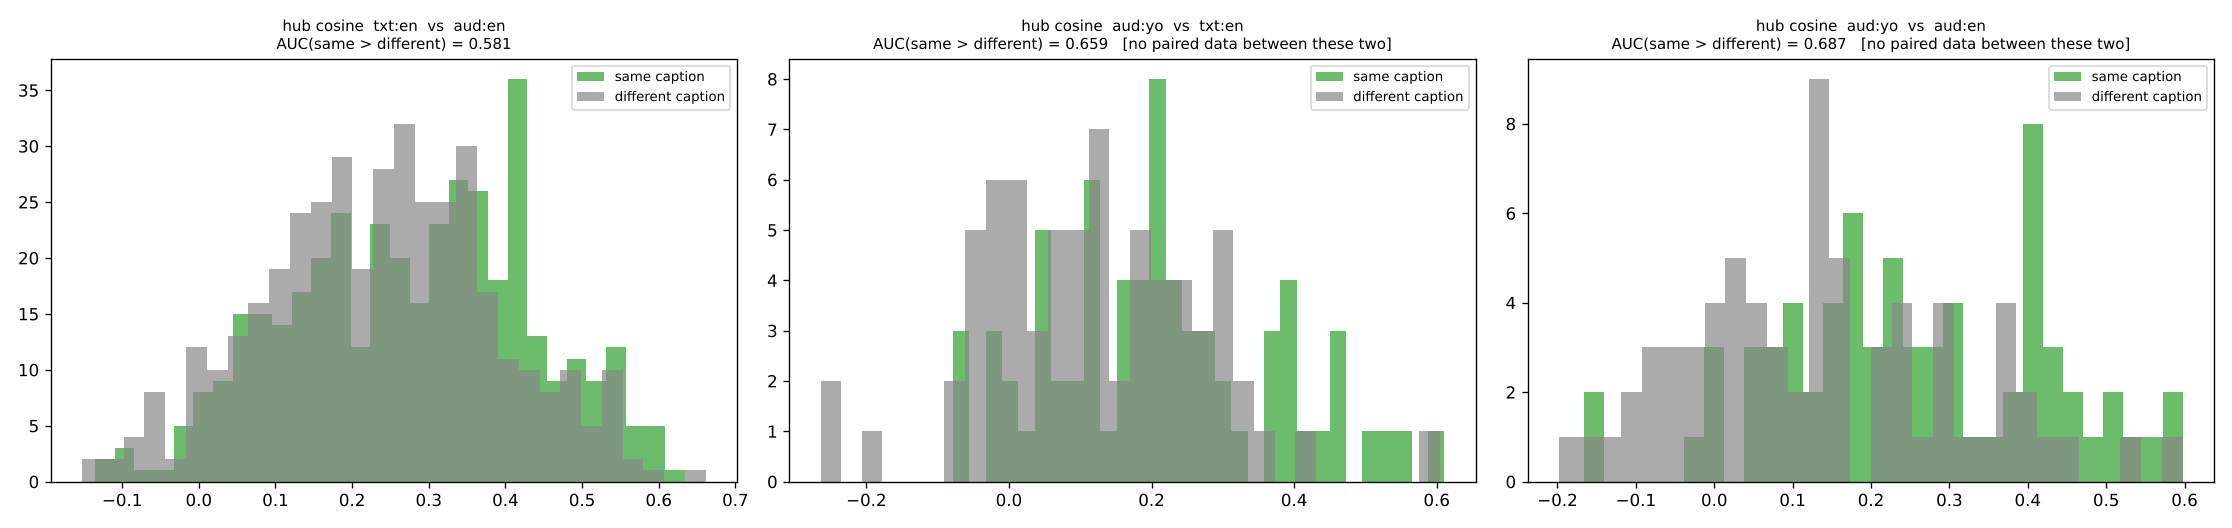 hub cosine  txt:en  vs  aud:en
AUC(same > different) = 0.581
same caption
different caption
35
30
25
20
15
10
5
0
−0.1 0.0 0.1 0.2 0.3 0.4 0.5 0.6 0.7
hub cosine  aud:yo  vs  txt:en
AUC(same > different) = 0.659   [no paired data between these two]
same caption
different caption
8
7
6
5
4
3
2
1
0
−0.2 0.0 0.2 0.4 0.6
hub cosine  aud:yo  vs  aud:en
AUC(same > different) = 0.687   [no paired data between these two]
same caption
different caption
8
6
4
2
0
−0.2 −0.1 0.0 0.1 0.2 0.3 0.4 0.5 0.6